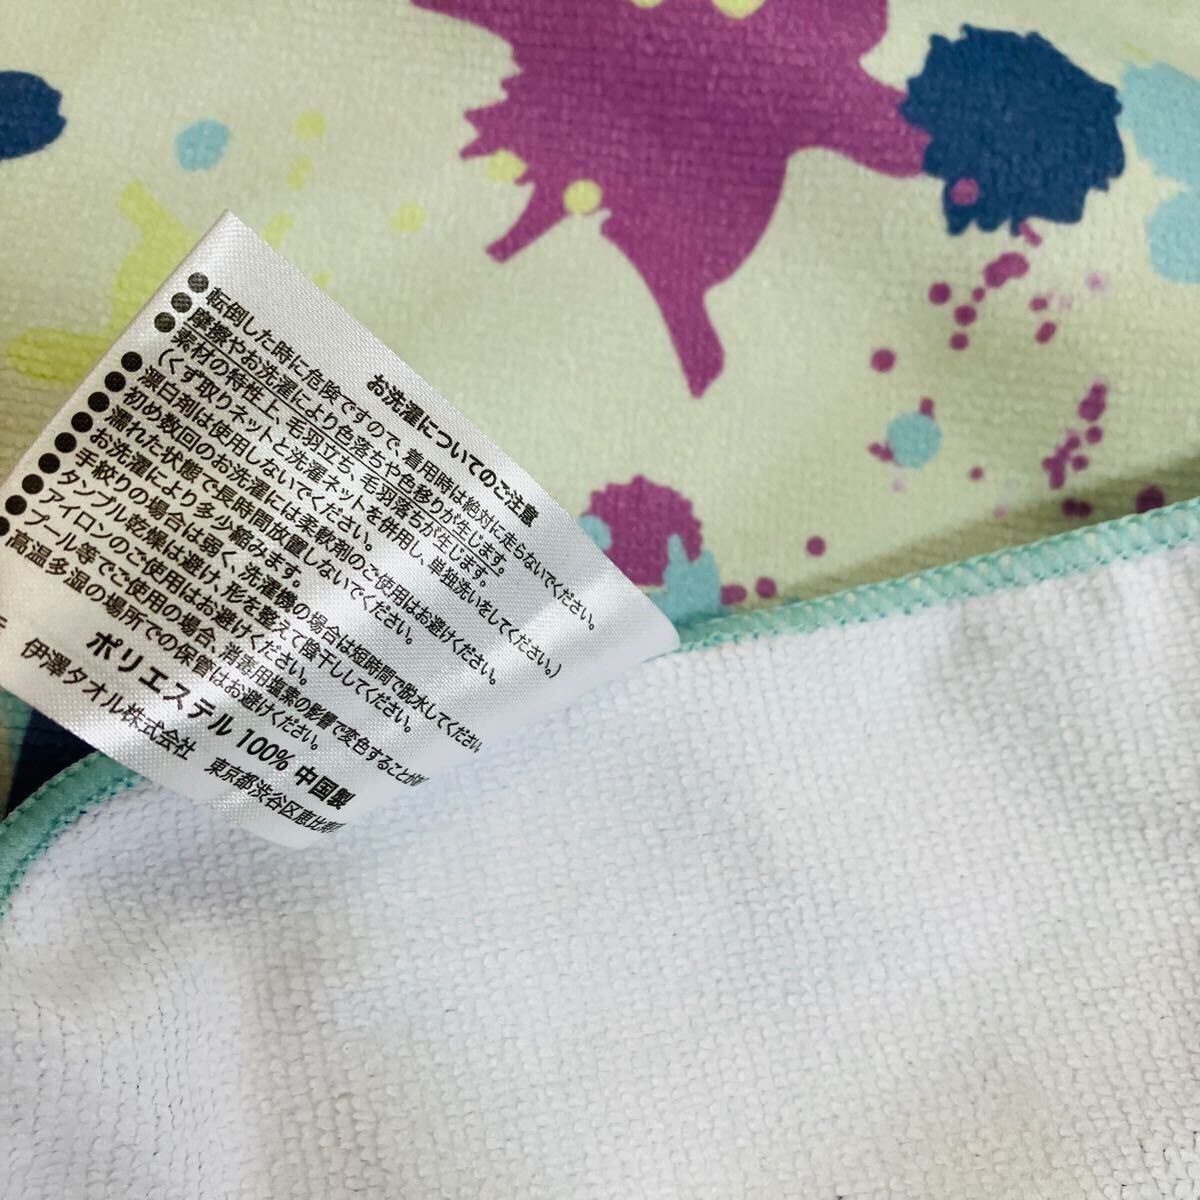 お洗濯についてのご注意
●転倒した時に危険ですので、着用時は絶対に走らないでください。
●摩擦やお洗濯により色落ちや色移りが生じます。
●素材の特性上、毛羽立ち、毛羽落ちが生じます。
(くず取りネットと洗濯ネットを併用し、単独洗いをしてください。)
●漂白剤は使用しないでください。
●初め数回のお洗濯には柔軟剤のご使用はお避けください。
●濡れた状態で長時間放置しないでください。
●お洗濯により多少縮みます。
●手絞りの場合は弱く、洗濯機の場合は短時間で脱水してください
●タンブル乾燥は避け、形を整えて陰干ししてください。
●アイロンのご使用はお避けください。
●プール等でご使用の場合、消毒用塩素の影響で変色することが
●高温多湿の場所での保管はお避けください。
ポリエステル 100% 中国製
伊澤タオル株式会社 東京都渋谷区恵比寿